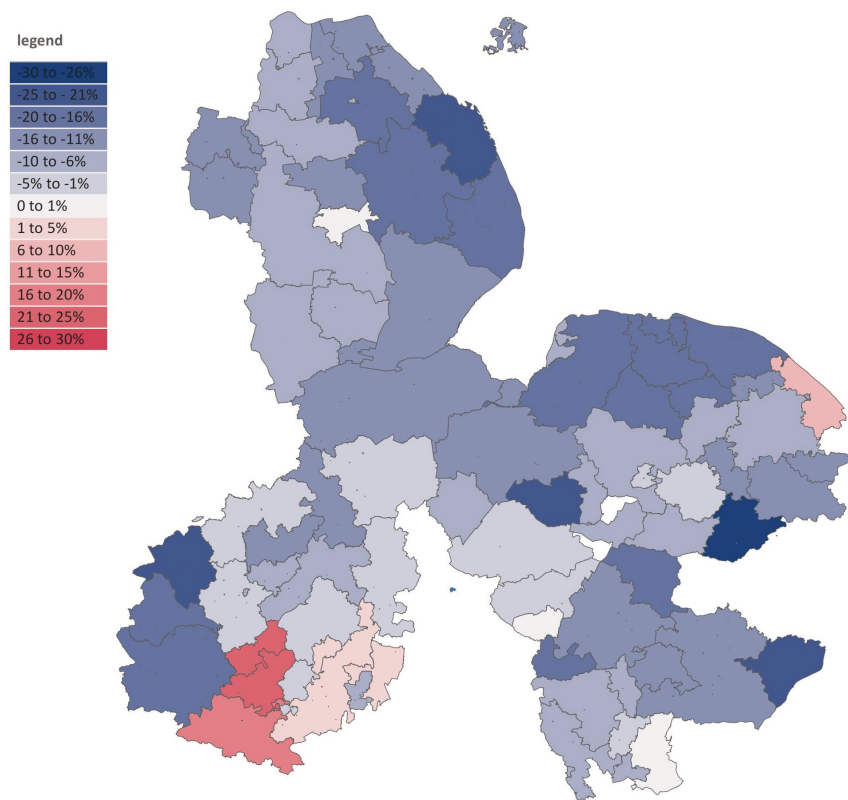 legend
-30 to -26%
-25 to - 21%
-20 to -16%
-16 to -11%
-10 to -6%
-5% to -1%
0 to 1%
1 to 5%
6 to 10%
11 to 15%
16 to 20%
21 to 25%
26 to 30%